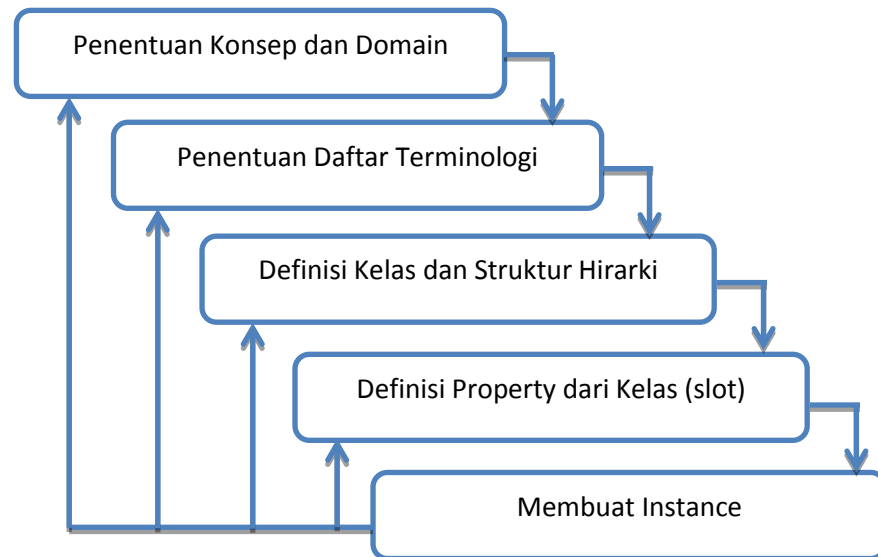 Penentuan Konsep dan Domain
Penentuan Daftar Terminologi
Definisi Kelas dan Struktur Hirarki
Definisi Property dari Kelas (slot)
Membuat Instance